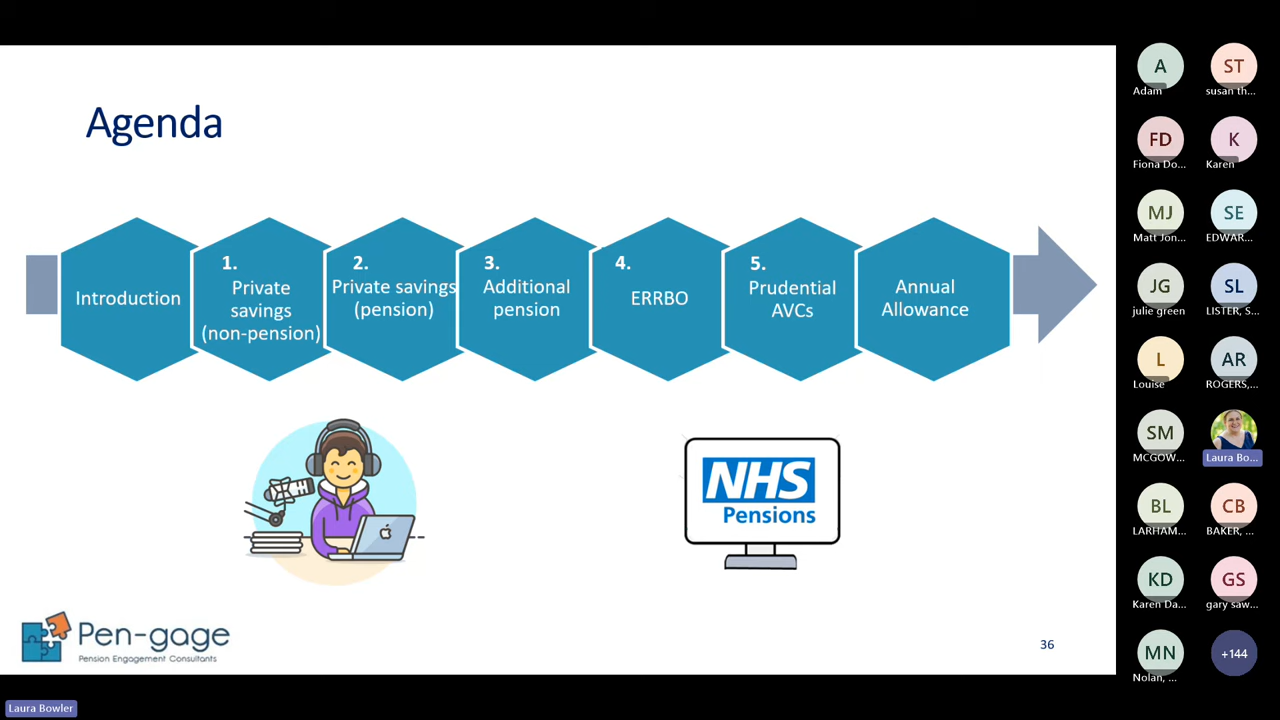 Agenda
Introduction
1.
Private
savings
(non-pension)
2.
Private savings
(pension)
3.
Additional
pension
4.
ERRBO
5.
Prudential
AVCs
Annual
Allowance
NHS
Pensions
Pen-gage
Pension Engagement Consultants
36
A
Adam
ST
susan th...
FD
Fiona Do...
K
Karen
MJ
Matt Jon...
SE
EDWAR...
JG
julie green
SL
LISTER, S...
L
Louise
AR
ROGERS,...
SM
MCGOW...
Laura Bo...
BL
LARHAM...
CB
BAKER, ...
KD
Karen Da...
GS
gary saw...
MN
Nolan, ...
+144
Laura Bowler